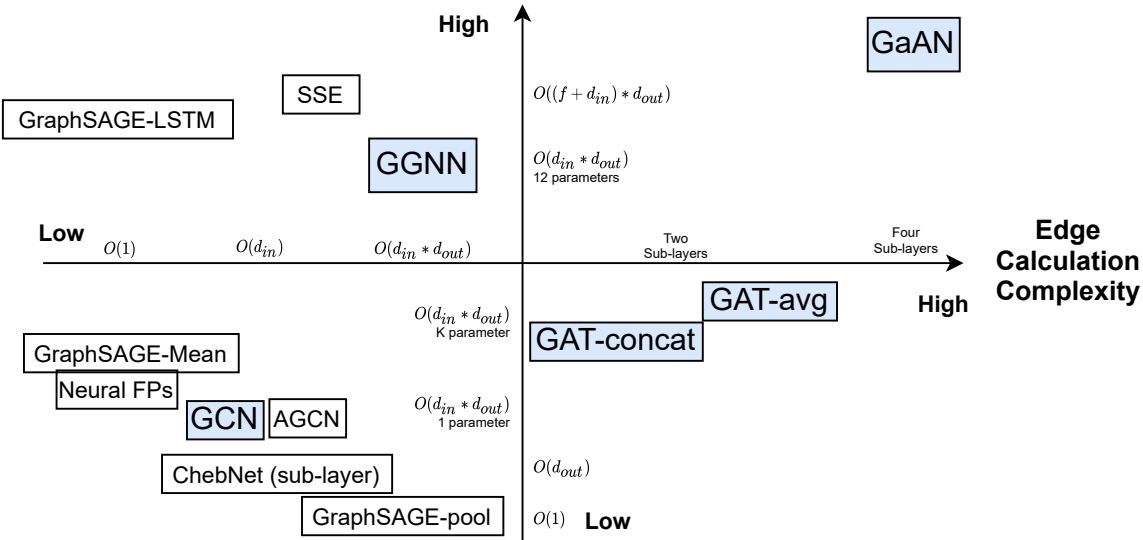 High
GaAN
SSE
O((f + d_in) * d_out)
GraphSAGE-LSTM
GGNN
O(d_in * d_out)
12 parameters
Low
O(1)
O(d_in)
O(d_in * d_out)
Two
Sub-layers
Four
Sub-layers
Edge
Calculation
Complexity
High
GAT-avg
O(d_in * d_out)
K parameter
GAT-concat
GraphSAGE-Mean
Neural FPs
GCN
AGCN
O(d_in * d_out)
1 parameter
ChebNet (sub-layer)
O(d_out)
GraphSAGE-pool
O(1)
Low